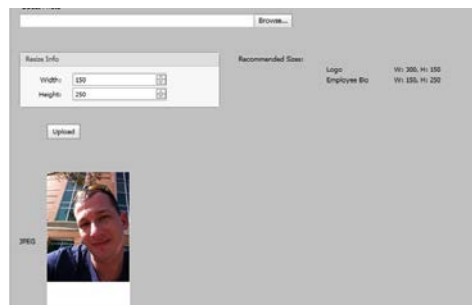 Browse...
Resize Info
Recommended Sizes:
Width: 150
Height: 250
Logo W: 300, H: 150
Employee Bio W: 150, H: 250
Upload
JPEG